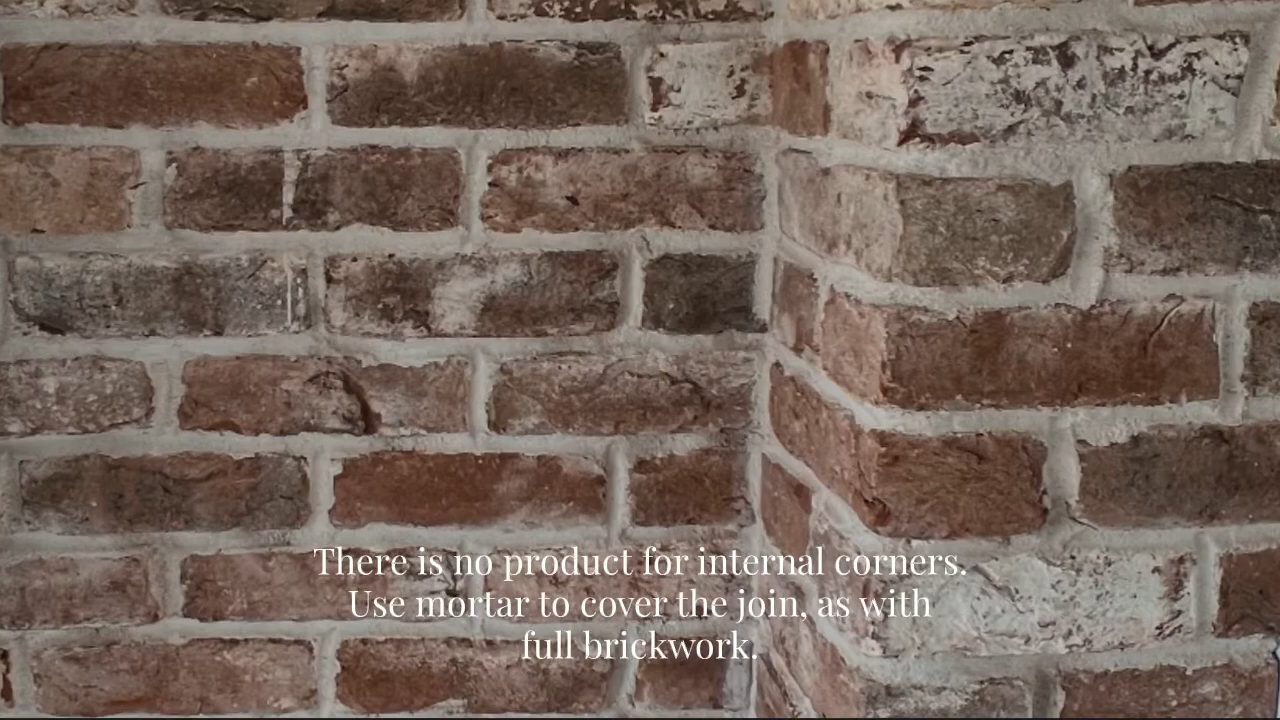 There is no product for internal corners.
Use mortar to cover the join, as with
full brickwork.